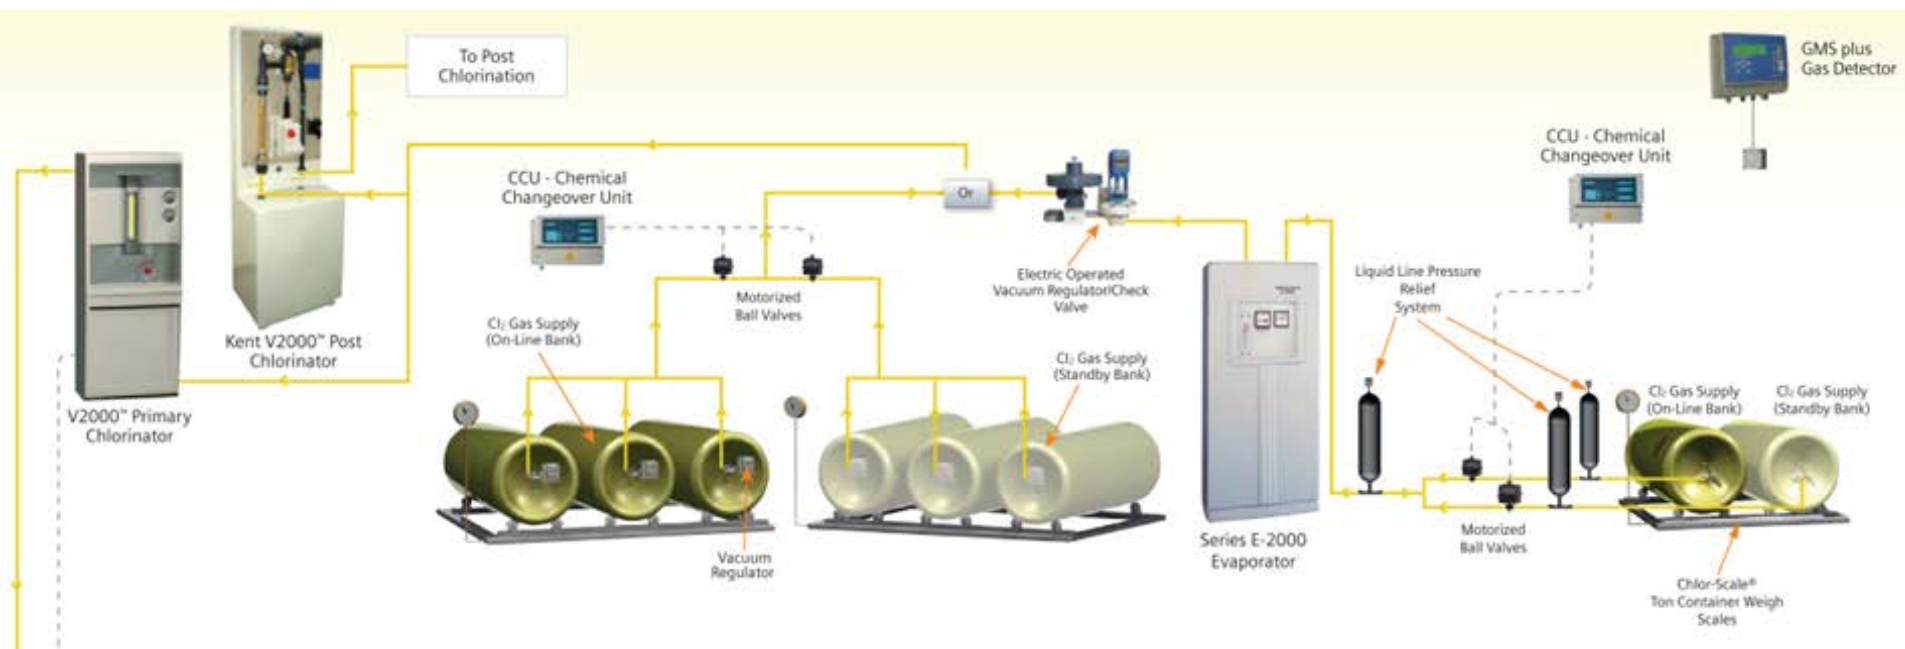 To Post
Chlorination
GMS plus
Gas Detector
CCU - Chemical
Changeover Unit
CCU - Chemical
Changeover Unit
Or
Electric Operated
Vacuum Regulator/Check
Valve
Liquid Line Pressure
Relief
System
Motorized
Ball Valves
Cl₂ Gas Supply
(On-Line Bank)
Kent V2000™ Post
Chlorinator
Cl₂ Gas Supply
(Standby Bank)
Cl₂ Gas Supply
(On-Line Bank)
Cl₂ Gas Supply
(Standby Bank)
V2000™ Primary
Chlorinator
Vacuum
Regulator
Series E-2000
Evaporator
Motorized
Ball Valves
Chlor-Scale®
Ton Container Weigh
Scales